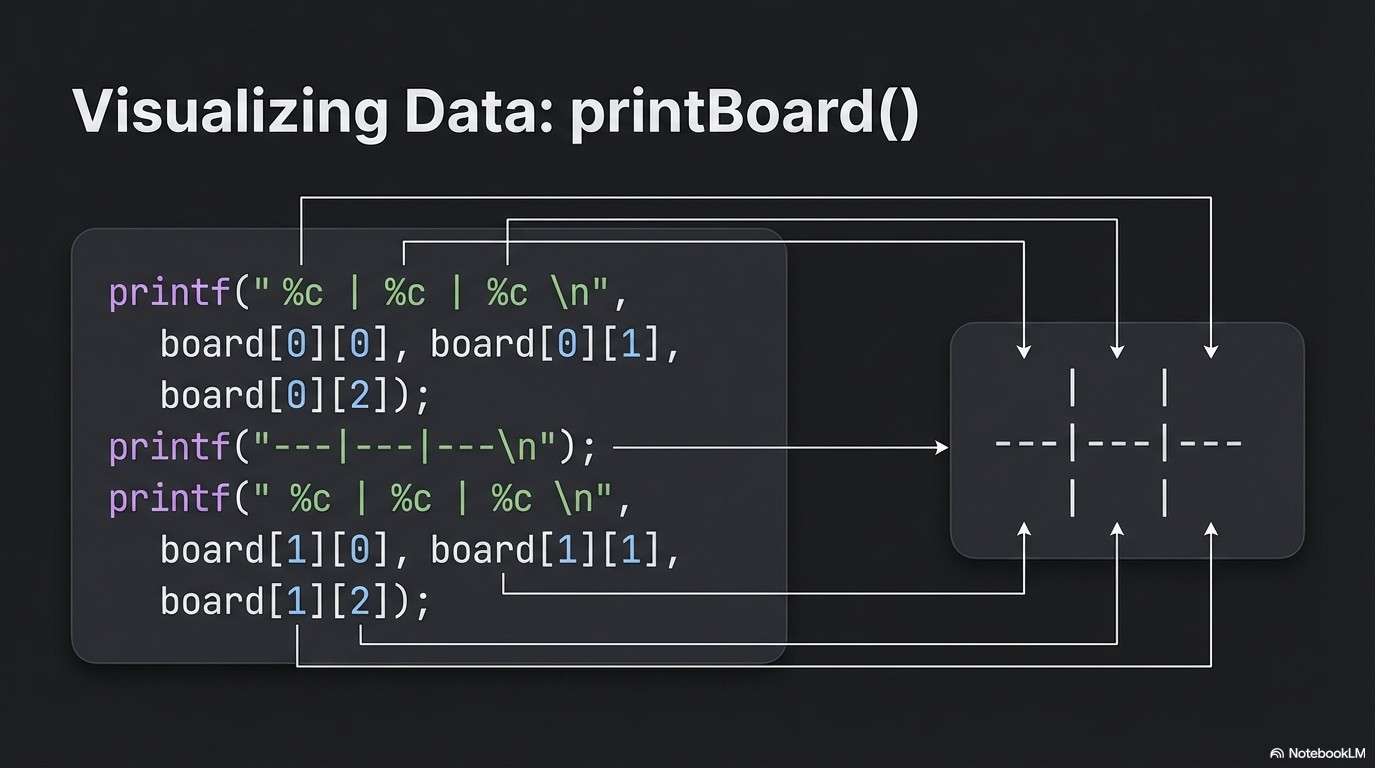 Visualizing Data: printBoard()
printf(" %c | %c | %c \n",
board[0][0], board[0][1],
board[0][2]);
printf("---|---|---\n");
printf(" %c | %c | %c \n",
board[1][0], board[1][1],
board[1][2]);
| |
---|---|---
| |
NotebookLM